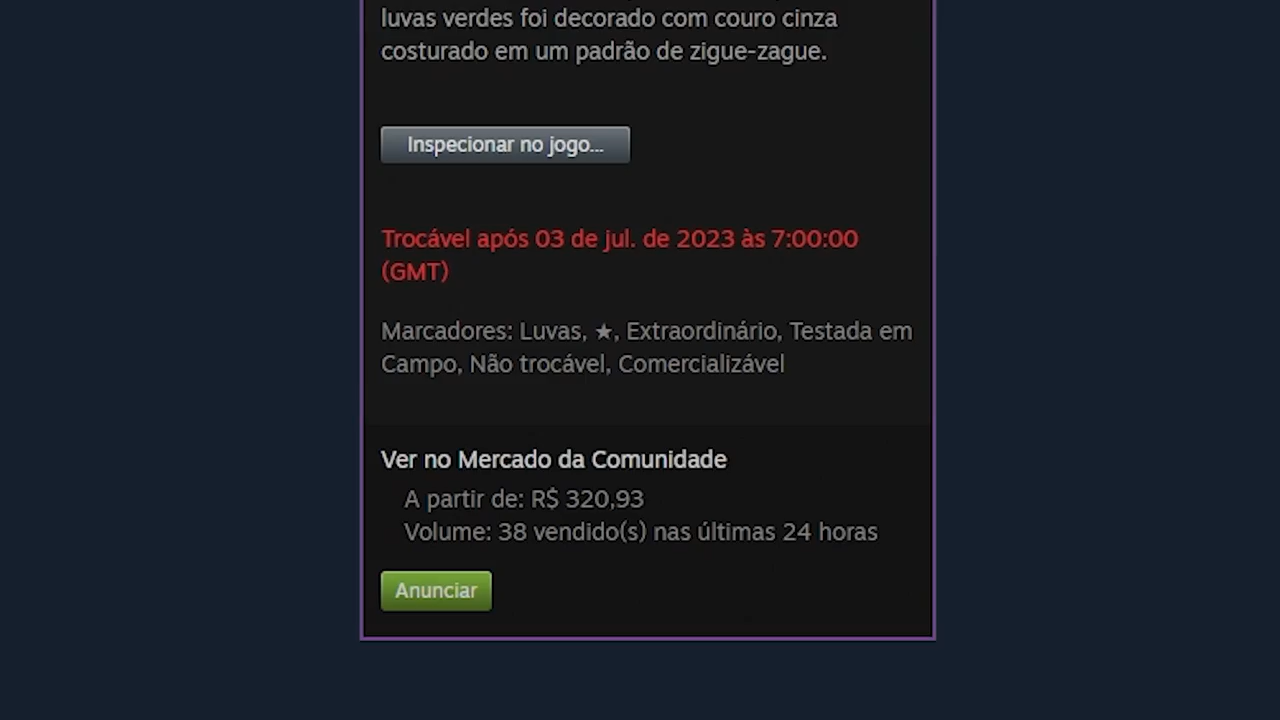 luvas verdes foi decorado com couro cinza
costurado em um padrão de zigue-zague.
Inspecionar no jogo...
Trocável após 03 de jul. de 2023 às 7:00:00
(GMT)
Marcadores: Luvas, ★, Extraordinário, Testada em
Campo, Não trocável, Comercializável
Ver no Mercado da Comunidade
A partir de: R$ 320,93
Volume: 38 vendido(s) nas últimas 24 horas
Anunciar